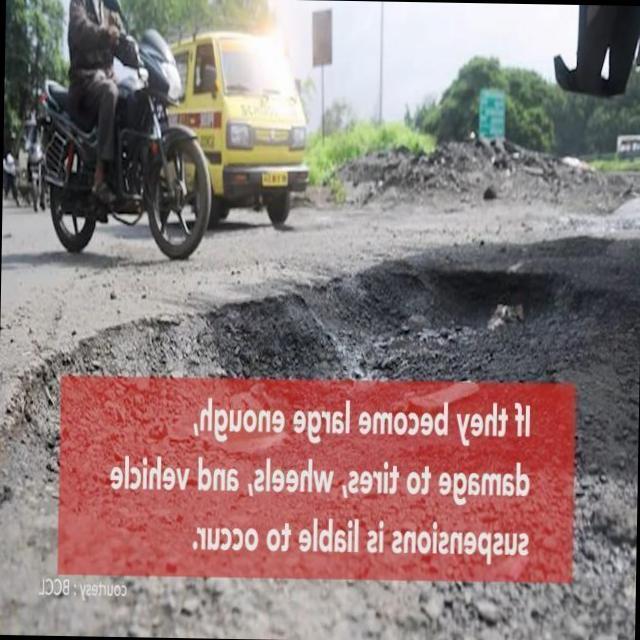 If they become large enough,
damage to tires, wheels, and vehicle
suspensions is liable to occur.
courtesy : BCCL